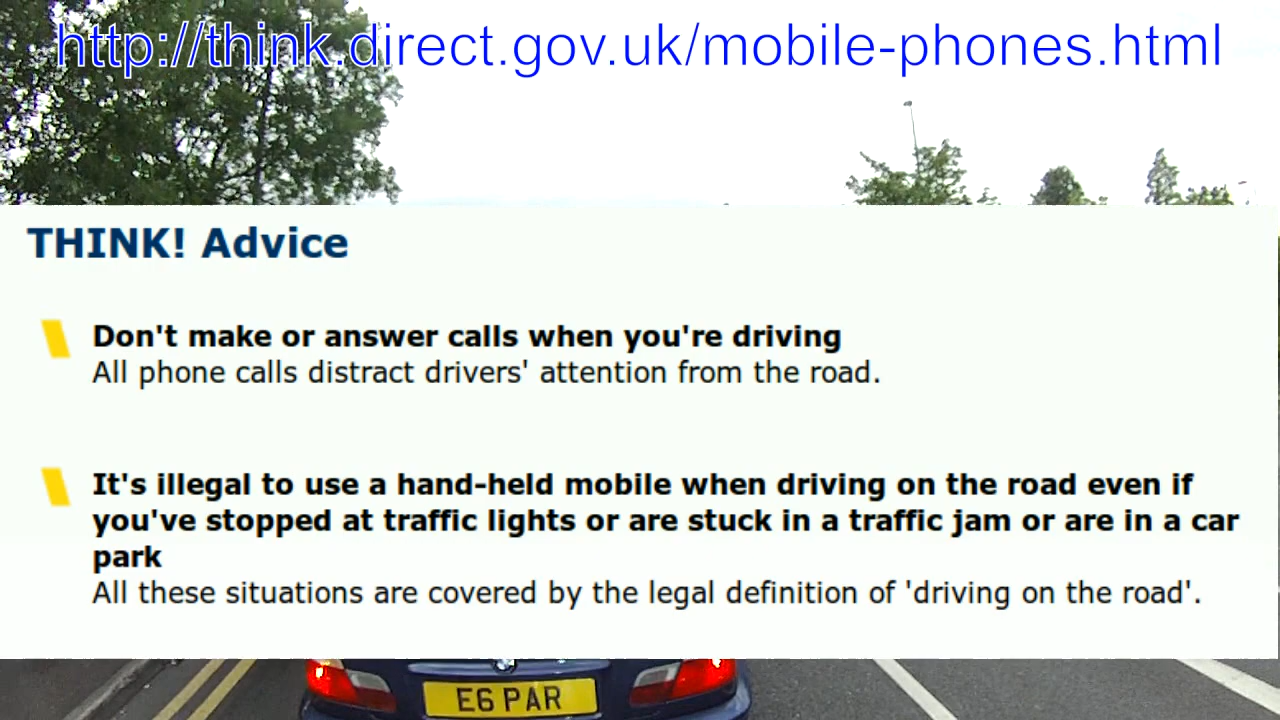 http://think.direct.gov.uk/mobile-phones.html
THINK! Advice
Don't make or answer calls when you're driving
All phone calls distract drivers' attention from the road.
It's illegal to use a hand-held mobile when driving on the road even if
you've stopped at traffic lights or are stuck in a traffic jam or are in a car
park
All these situations are covered by the legal definition of 'driving on the road'.
E6 PAR